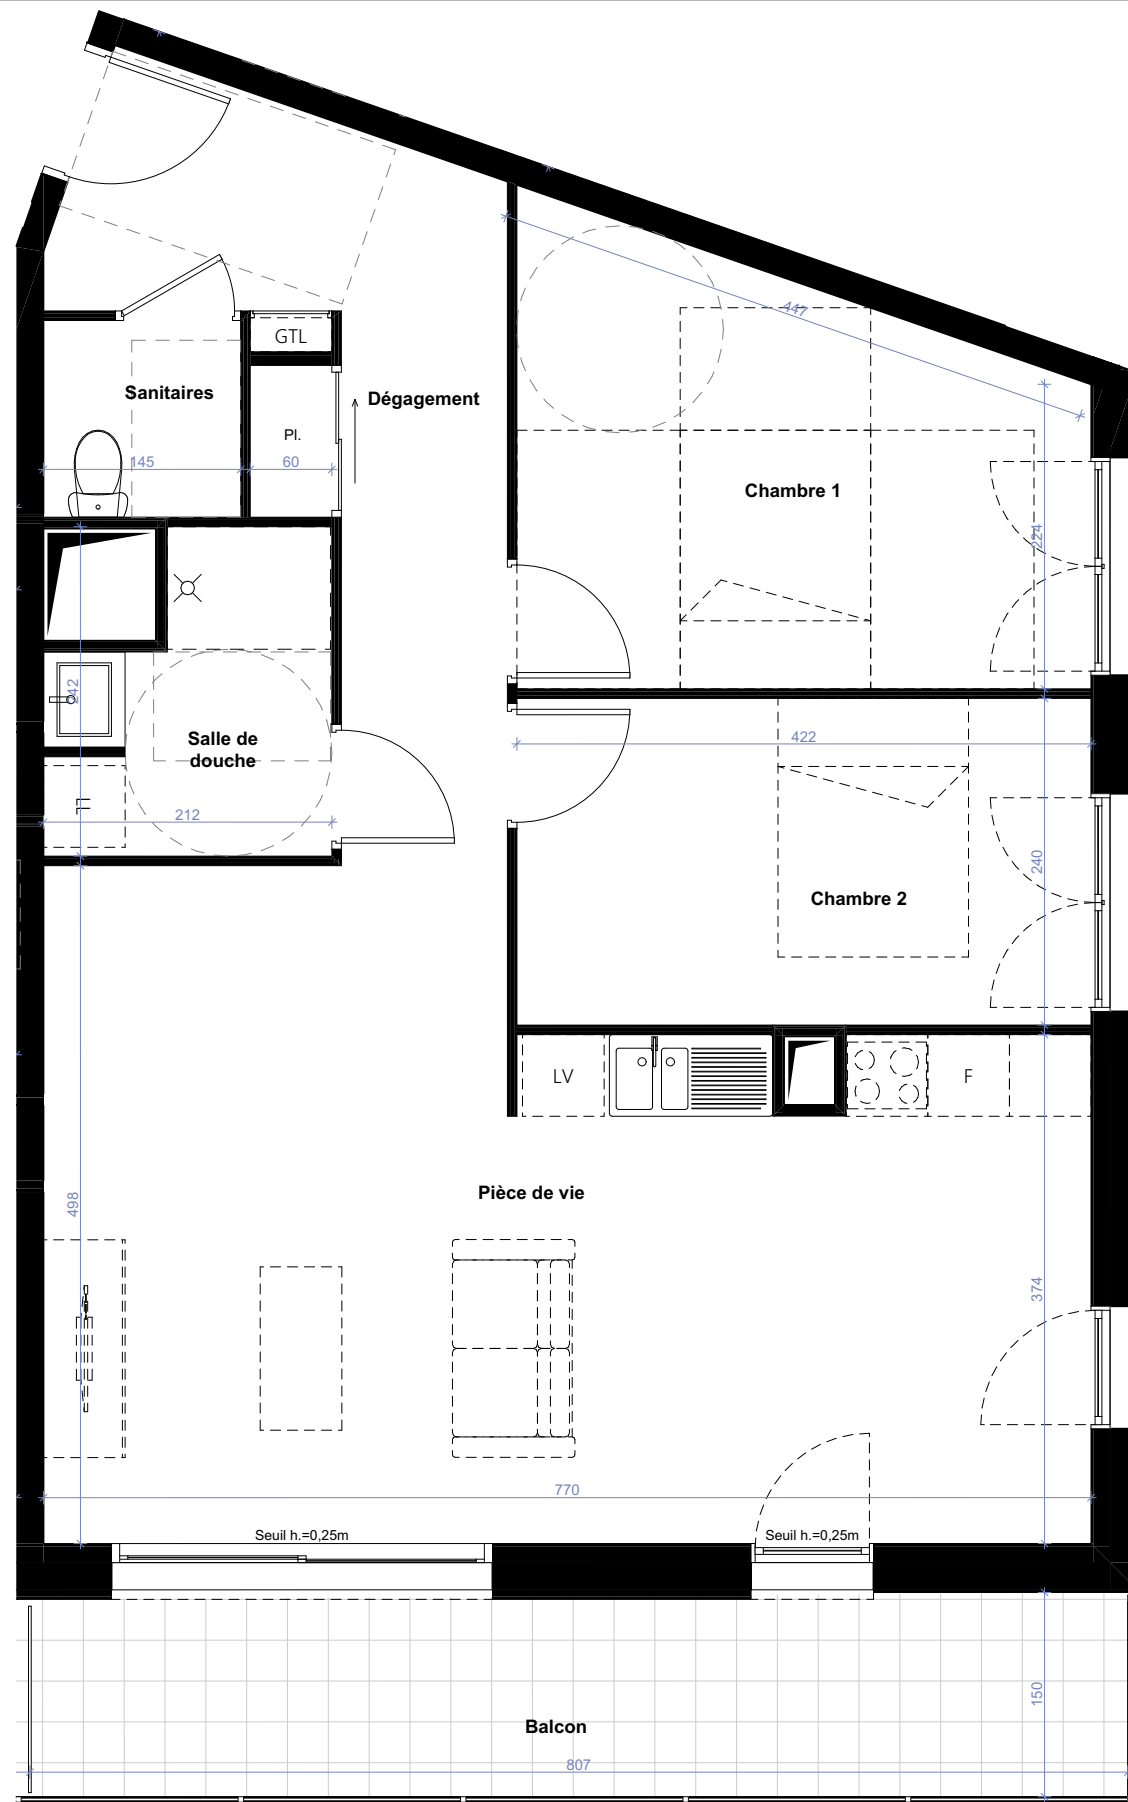 447
GTL
Sanitaires
Dégagement
Pl.
145
60
Chambre 1
224
242
Salle de
douche
422
LL
212
240
Chambre 2
LV
F
Pièce de vie
498
374
770
Seuil h.=0,25m
Seuil h.=0,25m
150
Balcon
807